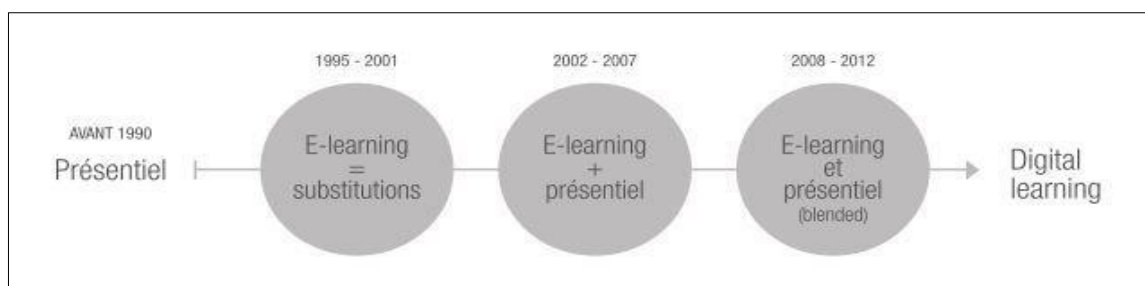 AVANT 1990
Présentiel
1995 - 2001
E-learning
=
substitutions
2002 - 2007
E-learning
+
présentiel
2008 - 2012
E-learning
et
présentiel
(blended)
Digital
learning